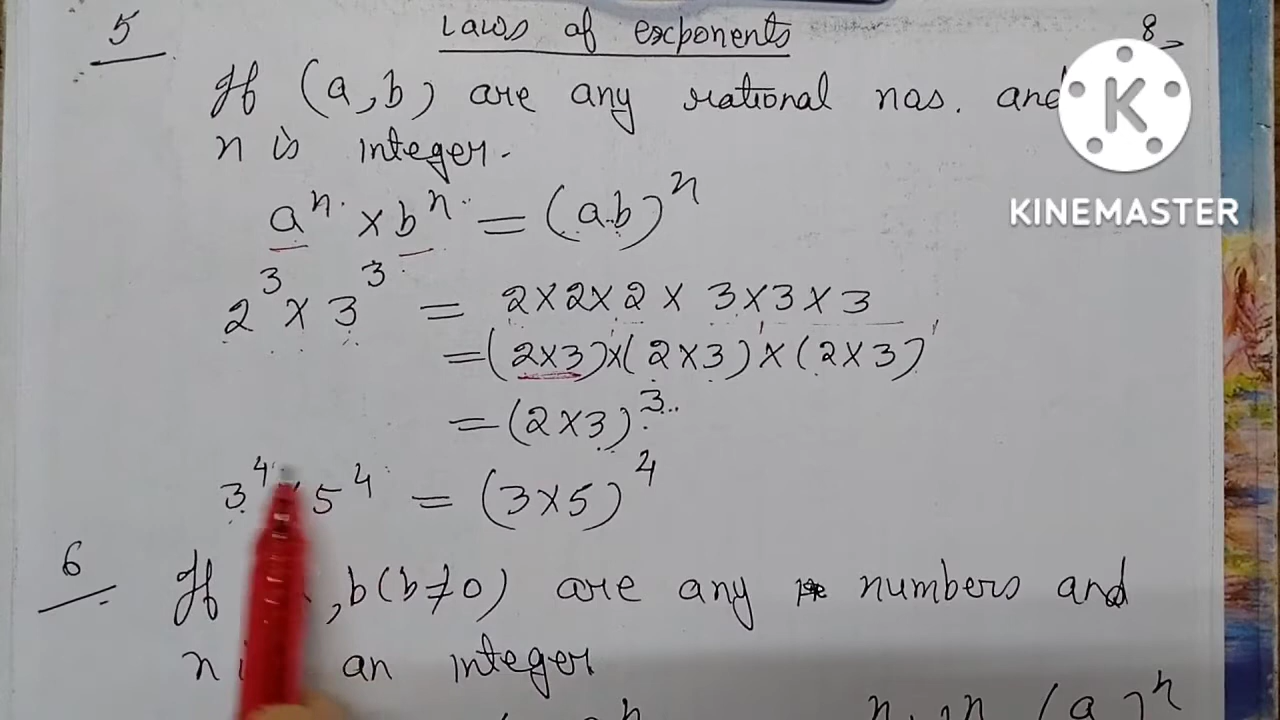 5 Laws of exponents 8
If (a, b) are any rational nos. and
n is integer.
KINEMASTER
aⁿ × bⁿ = (a.b)ⁿ
2³ × 3³ = 2×2×2 × 3×3×3
=(2×3)×(2×3)×(2×3)
=(2×3)³
3⁴ 5⁴ = (3×5)⁴
6 If , b(b≠0) are any numbers and
n an integer